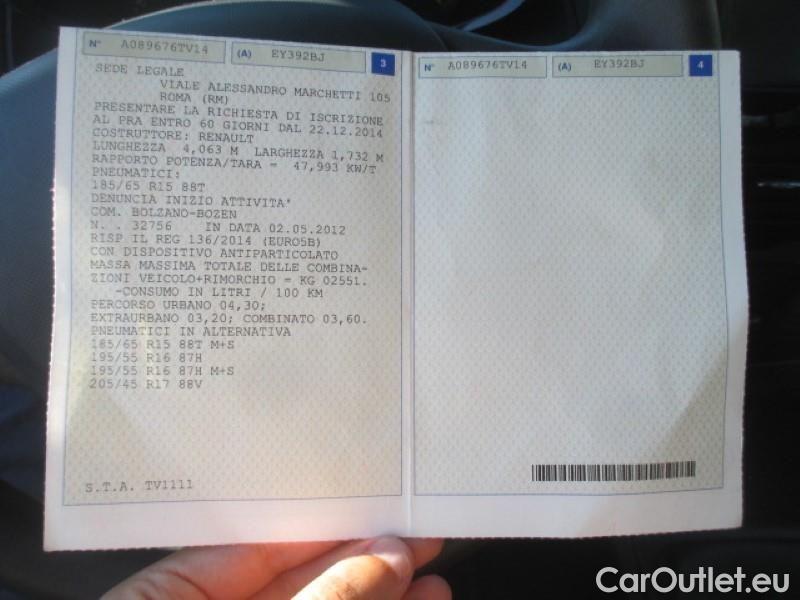 N° A089676TV14 (A) EY392BJ 3
SEDE LEGALE
VIALE ALESSANDRO MARCHETTI 105
ROMA (RM)
PRESENTARE LA RICHIESTA DI ISCRIZIONE
AL PRA ENTRO 60 GIORNI DAL 22.12.2014
COSTRUTTORE: RENAULT
LUNGHEZZA 4,063 M LARGHEZZA 1,732 M
RAPPORTO POTENZA/TARA = 47,993 KW/T
PNEUMATICI:
185/65 R15 88T
DENUNCIA INIZIO ATTIVITA'
COM. BOLZANO-BOZEN
N. . 32756 IN DATA 02.05.2012
RISP IL REG 136/2014 (EURO5B)
CON DISPOSITIVO ANTIPARTICOLATO
MASSA MASSIMA TOTALE DELLE COMBINA-
ZIONI VEICOLO+RIMORCHIO = KG 02551.
-CONSUMO IN LITRI / 100 KM
PERCORSO URBANO 04,30;
EXTRAURBANO 03,20; COMBINATO 03,60.
PNEUMATICI IN ALTERNATIVA
185/65 R15 88T M+S
195/55 R16 87H
195/55 R16 87H M+S
205/45 R17 88V
S.T.A. TV1111
N° A089676TV14 (A) EY392BJ 4
CarOutlet.eu